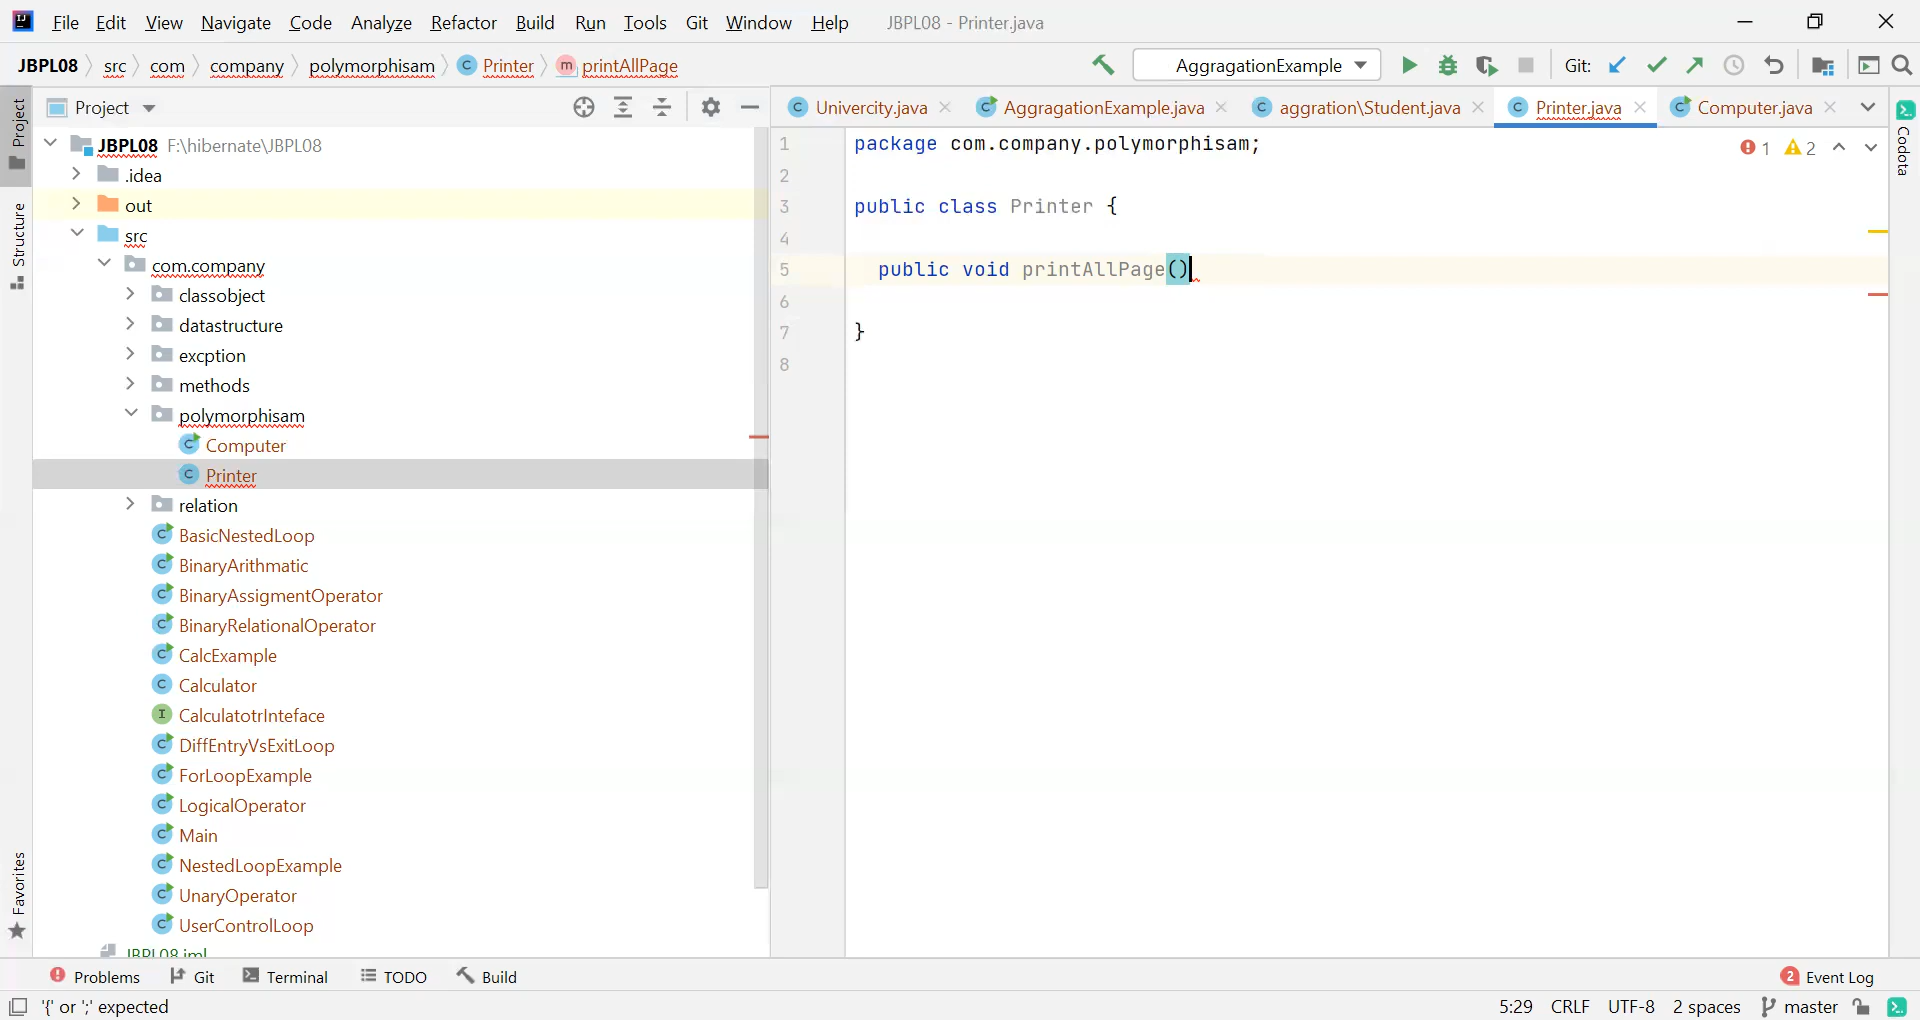 File Edit View Navigate Code Analyze Refactor Build Run Tools Git Window Help JBPL08 - Printer.java
JBPL08 src com company polymorphisam Printer printAllPage AggragationExample Git:
Project
Univercity.java AggragationExample.java aggration\Student.java Printer.java Computer.java
Project
Structure
Favorites
Codota
JBPL08 F:\hibernate\JBPL08
.idea
out
src
com.company
classobject
datastructure
excption
methods
polymorphisam
Computer
Printer
relation
BasicNestedLoop
BinaryArithmatic
BinaryAssigmentOperator
BinaryRelationalOperator
CalcExample
Calculator
CalculatotrInteface
DiffEntryVsExitLoop
ForLoopExample
LogicalOperator
Main
NestedLoopExample
UnaryOperator
UserControlLoop
JBPL08.iml
1 package com.company.polymorphisam;
2
3 public class Printer {
4
5 public void printAllPage()
6
7 }
8
1 2
Problems Git Terminal TODO Build 2 Event Log
'{' or ';' expected 5:29 CRLF UTF-8 2 spaces master